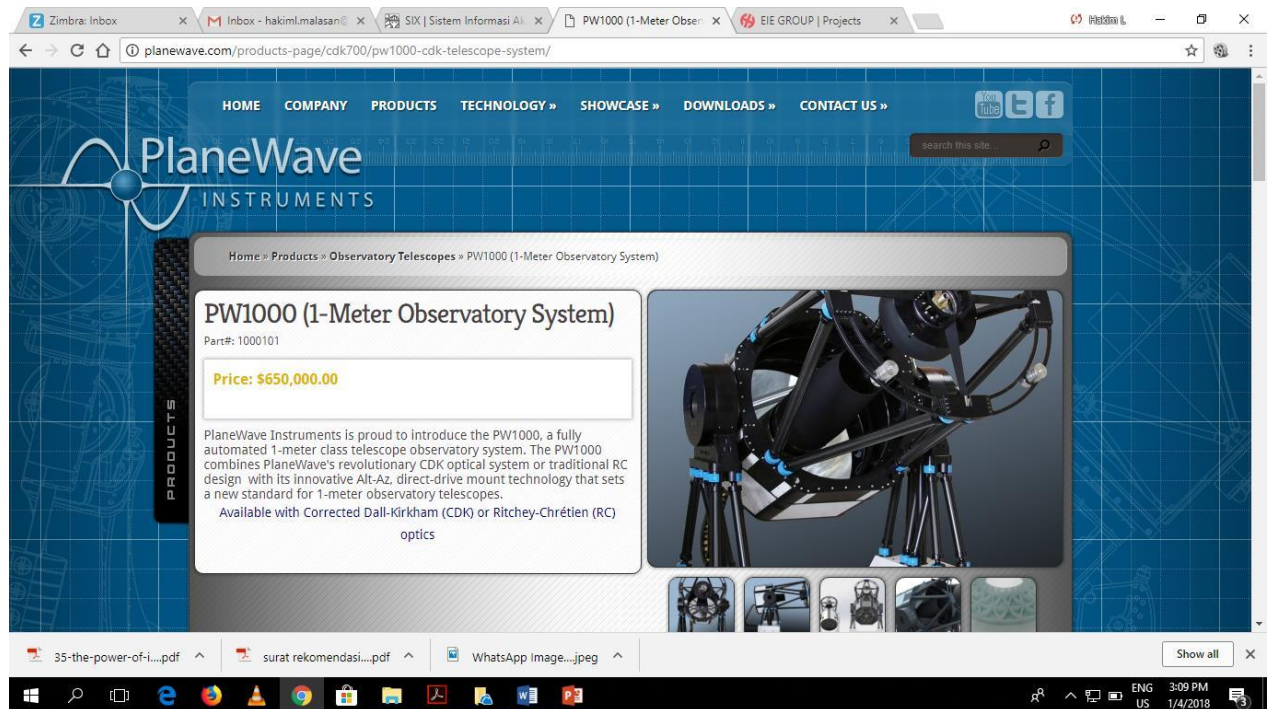 Zimbra: Inbox
Inbox - hakiml.malasan@
SIX | Sistem Informasi Ak
PW1000 (1-Meter Obser
EIE GROUP | Projects
Hakim L
planewave.com/products-page/cdk700/pw1000-cdk-telescope-system/
HOME COMPANY PRODUCTS TECHNOLOGY » SHOWCASE » DOWNLOADS » CONTACT US »
You Tube
search this site...
PlaneWave
INSTRUMENTS
Home » Products » Observatory Telescopes » PW1000 (1-Meter Observatory System)
PRODUCTS
PW1000 (1-Meter Observatory System)
Part#: 1000101
Price: $650,000.00
PlaneWave Instruments is proud to introduce the PW1000, a fully
automated 1-meter class telescope observatory system. The PW1000
combines PlaneWave's revolutionary CDK optical system or traditional RC
design with its innovative Alt-Az, direct-drive mount technology that sets
a new standard for 1-meter observatory telescopes.
Available with Corrected Dall-Kirkham (CDK) or Ritchey-Chrétien (RC)
optics
35-the-power-of-i....pdf
surat rekomendasi....pdf
WhatsApp Image....jpeg
Show all
ENG
US
3:09 PM
1/4/2018
3